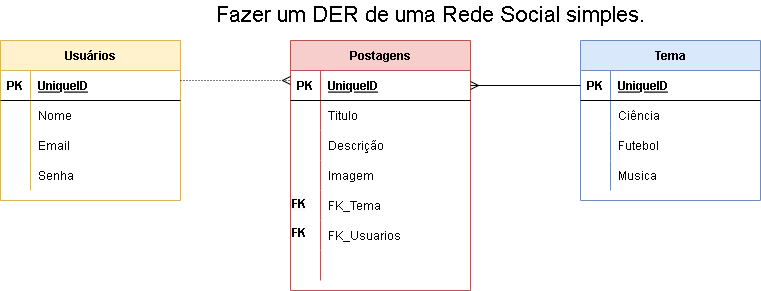 Fazer um DER de uma Rede Social simples.
Usuários
PK UniqueID
Nome
Email
Senha
Postagens
PK UniqueID
Titulo
Descrição
Imagem
FK FK_Tema
FK FK_Usuarios
Tema
PK UniqueID
Ciência
Futebol
Musica